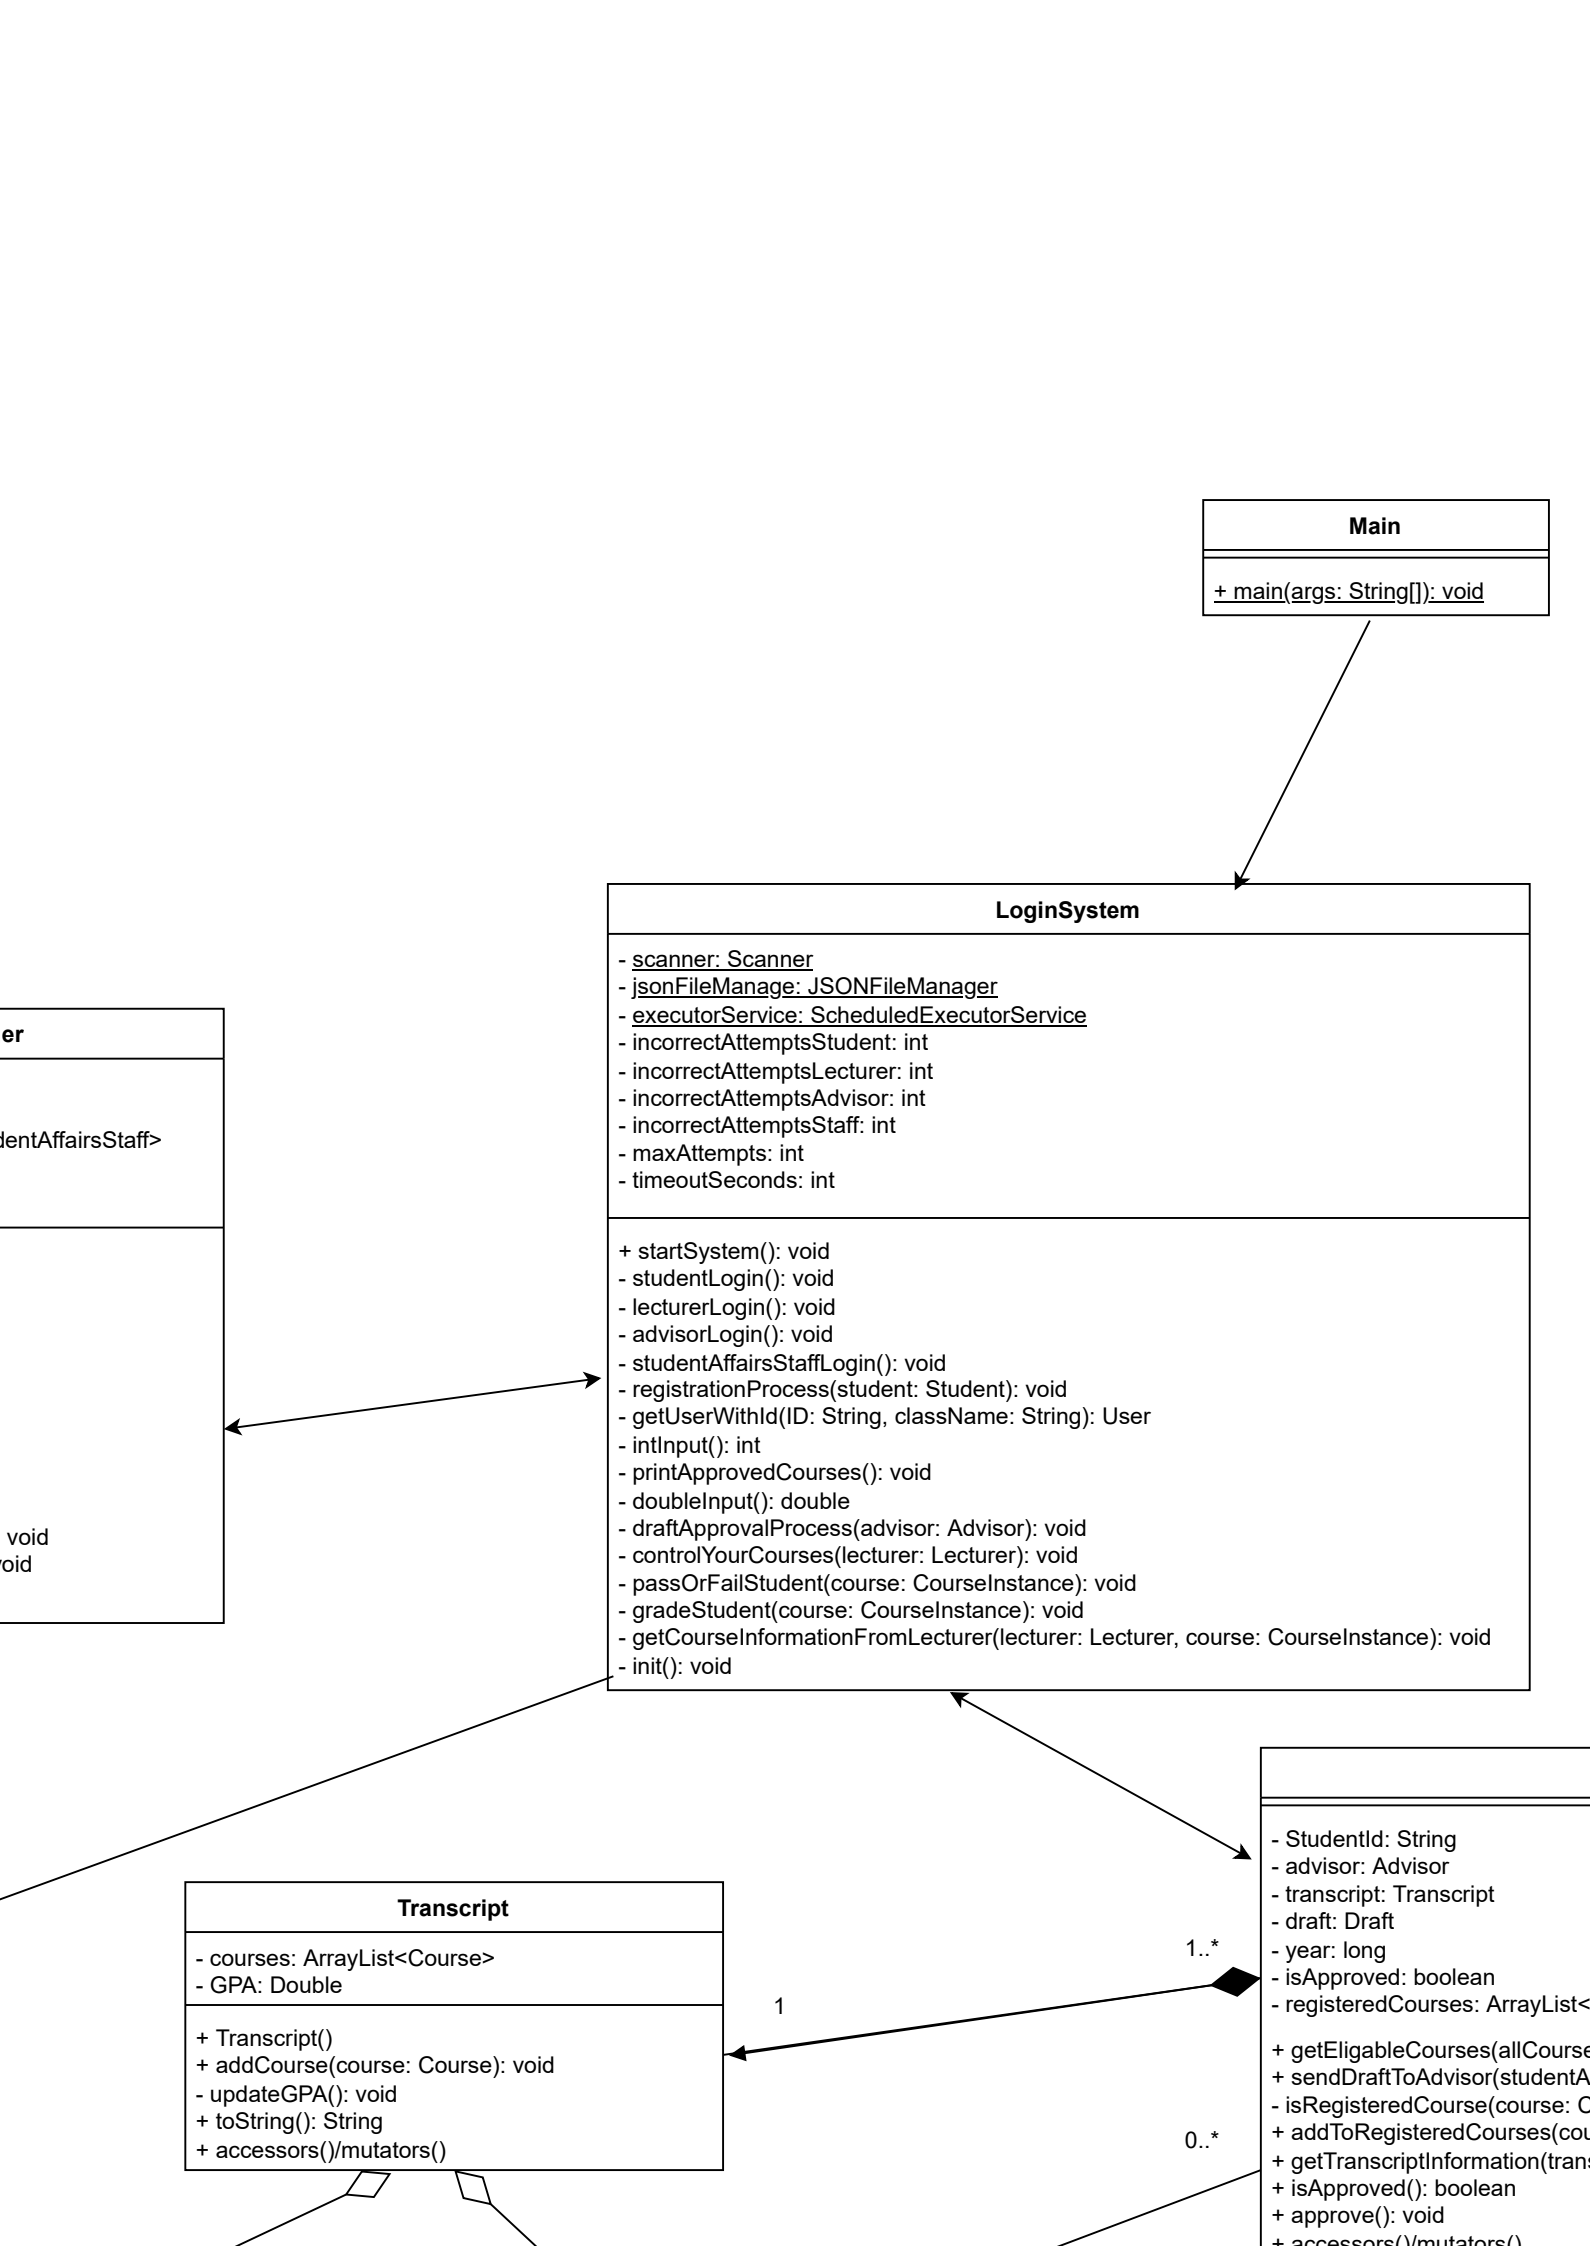 Main
+ main(args: String[]): void
LoginSystem
- scanner: Scanner
- jsonFileManage: JSONFileManager
- executorService: ScheduledExecutorService
- incorrectAttemptsStudent: int
- incorrectAttemptsLecturer: int
- incorrectAttemptsAdvisor: int
- incorrectAttemptsStaff: int
- maxAttempts: int
- timeoutSeconds: int
+ startSystem(): void
- studentLogin(): void
- lecturerLogin(): void
- advisorLogin(): void
- studentAffairsStaffLogin(): void
- registrationProcess(student: Student): void
- getUserWithId(ID: String, className: String): User
- intInput(): int
- printApprovedCourses(): void
- doubleInput(): double
- draftApprovalProcess(advisor: Advisor): void
- controlYourCourses(lecturer: Lecturer): void
- passOrFailStudent(course: CourseInstance): void
- gradeStudent(course: CourseInstance): void
- getCourseInformationFromLecturer(lecturer: Lecturer, course: CourseInstance): void
- init(): void
er
dentAffairsStaff>
void
void
Transcript
- courses: ArrayList<Course>
- GPA: Double
+ Transcript()
+ addCourse(course: Course): void
- updateGPA(): void
+ toString(): String
+ accessors()/mutators()
1
1..*
0..*
- StudentId: String
- advisor: Advisor
- transcript: Transcript
- draft: Draft
- year: long
- isApproved: boolean
- registeredCourses: ArrayList<
+ getEligableCourses(allCourse
+ sendDraftToAdvisor(studentA
- isRegisteredCourse(course: C
+ addToRegisteredCourses(cou
+ getTranscriptInformation(trans
+ isApproved(): boolean
+ approve(): void
+ accessors()/mutators()